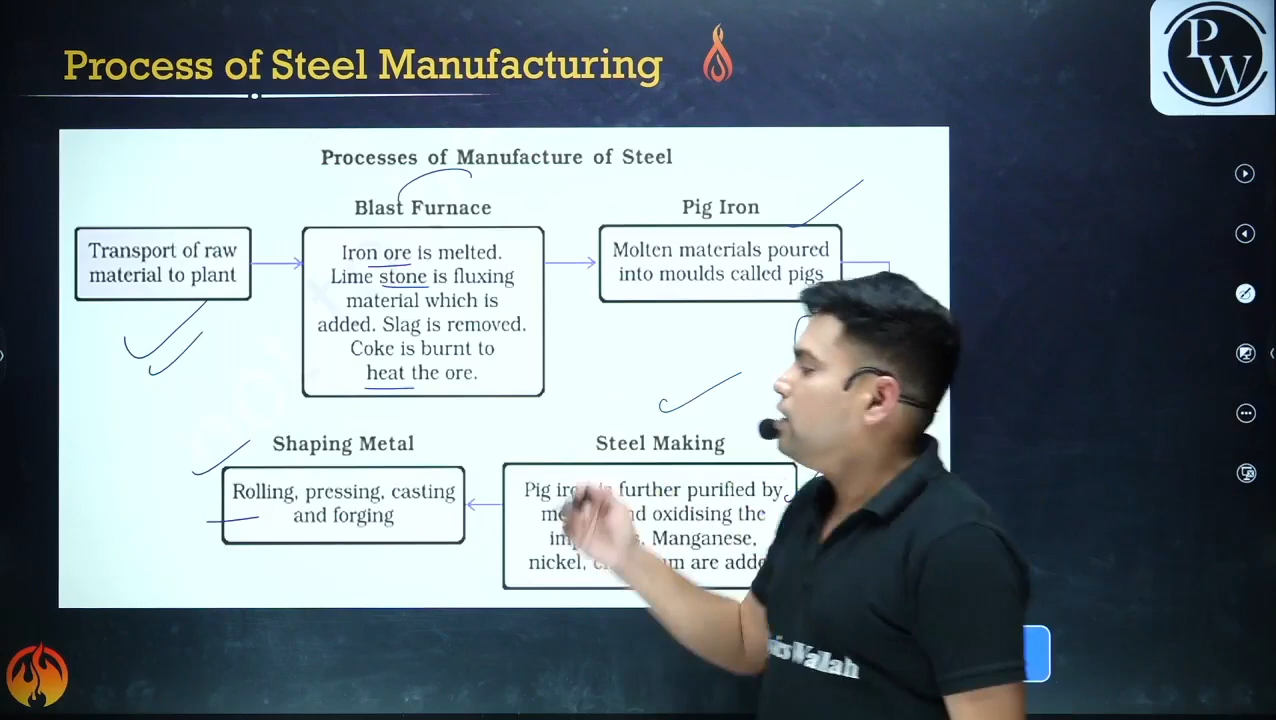 Process of Steel Manufacturing
PW
Processes of Manufacture of Steel
Blast Furnace
Pig Iron
Transport of raw
material to plant
Iron ore is melted.
Lime stone is fluxing
material which is
added. Slag is removed.
Coke is burnt to
heat the ore.
Molten materials poured
into moulds called pigs
Shaping Metal
Steel Making
Rolling, pressing, casting
and forging
Pig is further purified by
oxidising the
Manganese,
nickel, are
Wallah